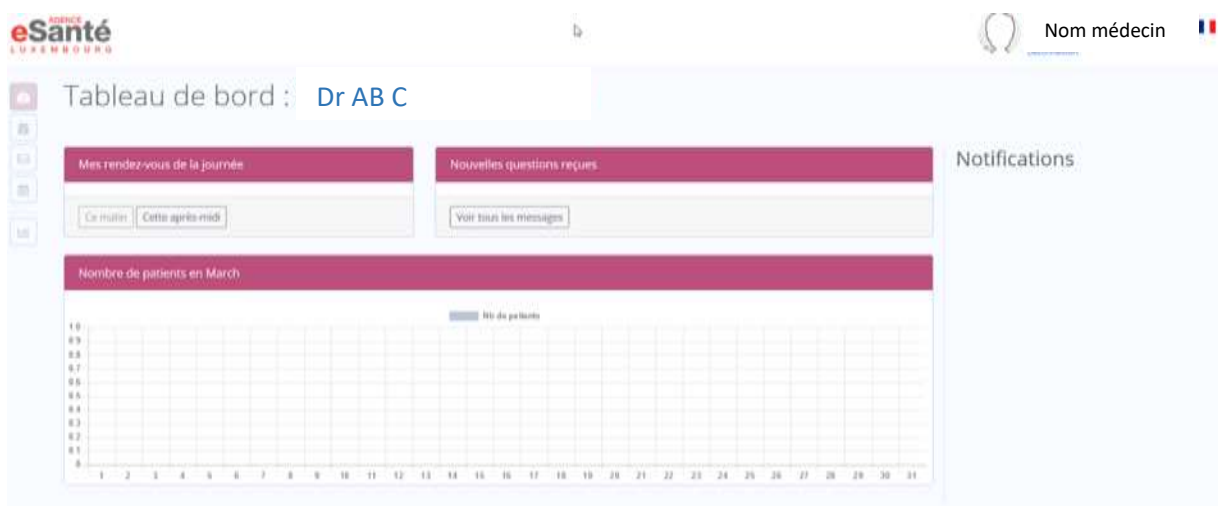 AGENCE
eSanté
LUXEMBOURG
Nom médecin
Déconnexion
Tableau de bord : Dr AB C
Mes rendez-vous de la journée
Nouvelles questions reçues
Notifications
Ce matin Cette après-midi
Voir tous les messages
Nombre de patients en March
Nb de patients
1.0
0.9
0.8
0.7
0.6
0.5
0.4
0.3
0.2
0.1
0
1 2 3 4 5 6 7 8 9 10 11 12 13 14 15 16 17 18 19 20 21 22 23 24 25 26 27 28 29 30 31